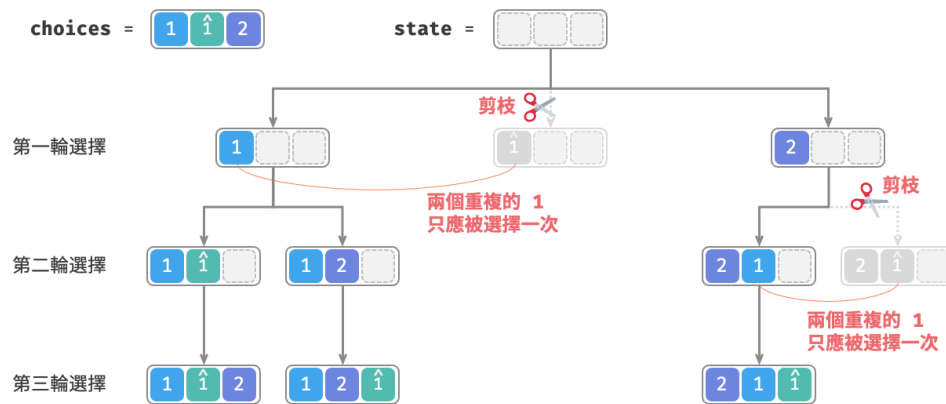 choices = 1 1̂ 2
state =
剪枝
第一輪選擇
1
1̂
2
剪枝
兩個重複的 1
只應被選擇一次
第二輪選擇
1 1̂
1 2
2 1
2 1̂
兩個重複的 1
只應被選擇一次
第三輪選擇
1 1̂ 2
1 2 1̂
2 1 1̂